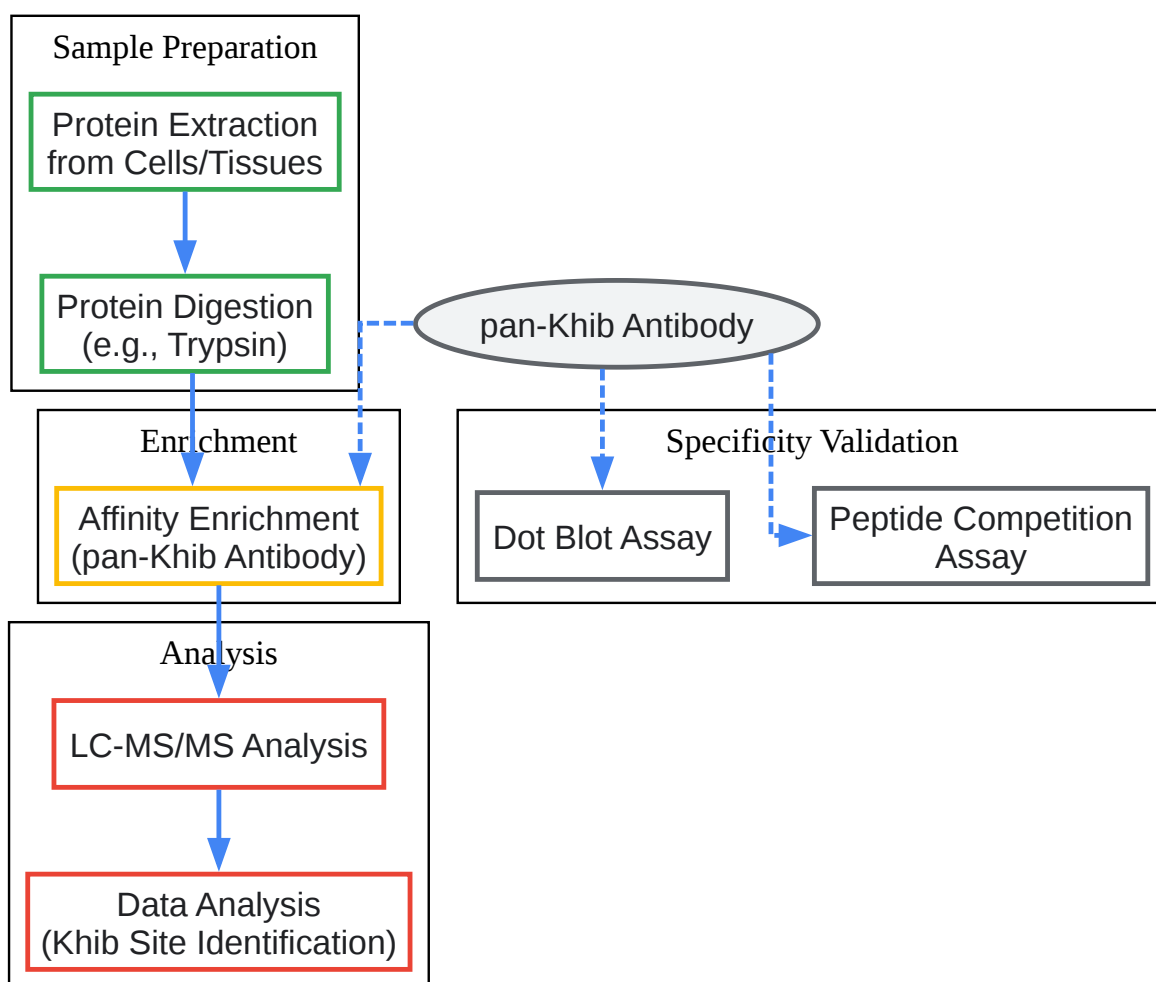 Sample Preparation
Protein Extraction
from Cells/Tissues
Protein Digestion
(e.g., Trypsin)
pan-Khib Antibody
Enrichment
Affinity Enrichment
(pan-Khib Antibody)
Specificity Validation
Dot Blot Assay
Peptide Competition
Assay
Analysis
LC-MS/MS Analysis
Data Analysis
(Khib Site Identification)